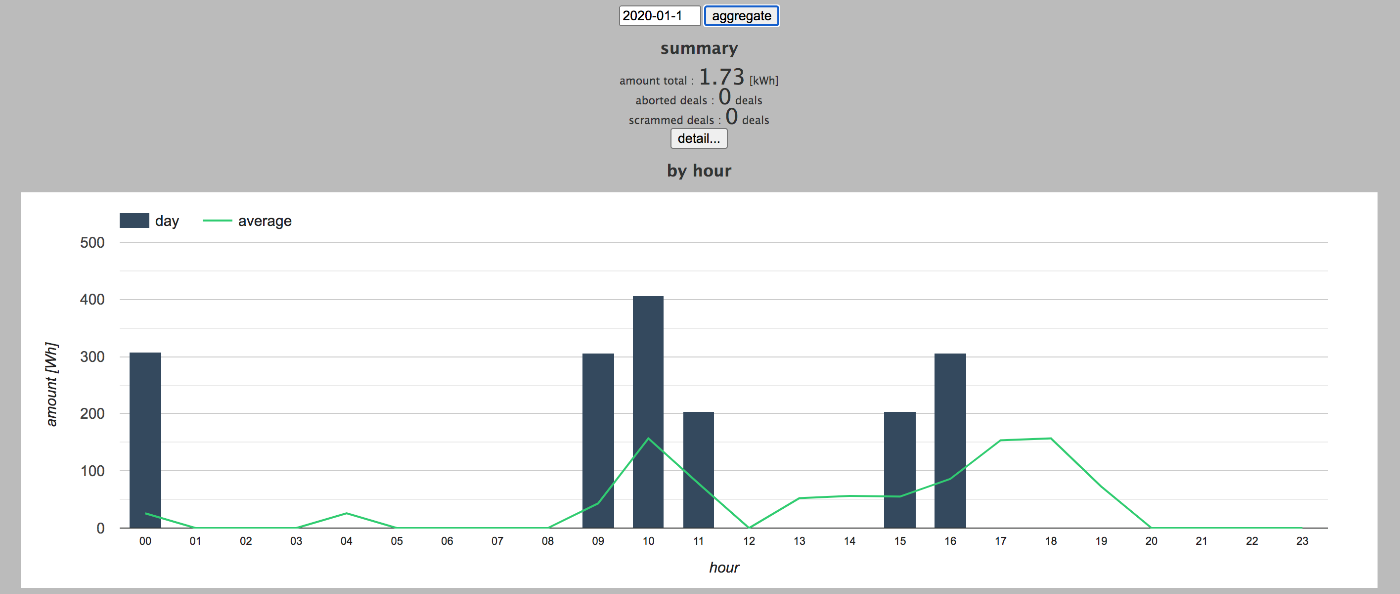 2020-01-1 aggregate
summary
amount total : 1.73 [kWh]
aborted deals : 0 deals
scrammed deals : 0 deals
detail...
by hour
day average
500
400
300
200
100
0
amount [Wh]
00 01 02 03 04 05 06 07 08 09 10 11 12 13 14 15 16 17 18 19 20 21 22 23
hour